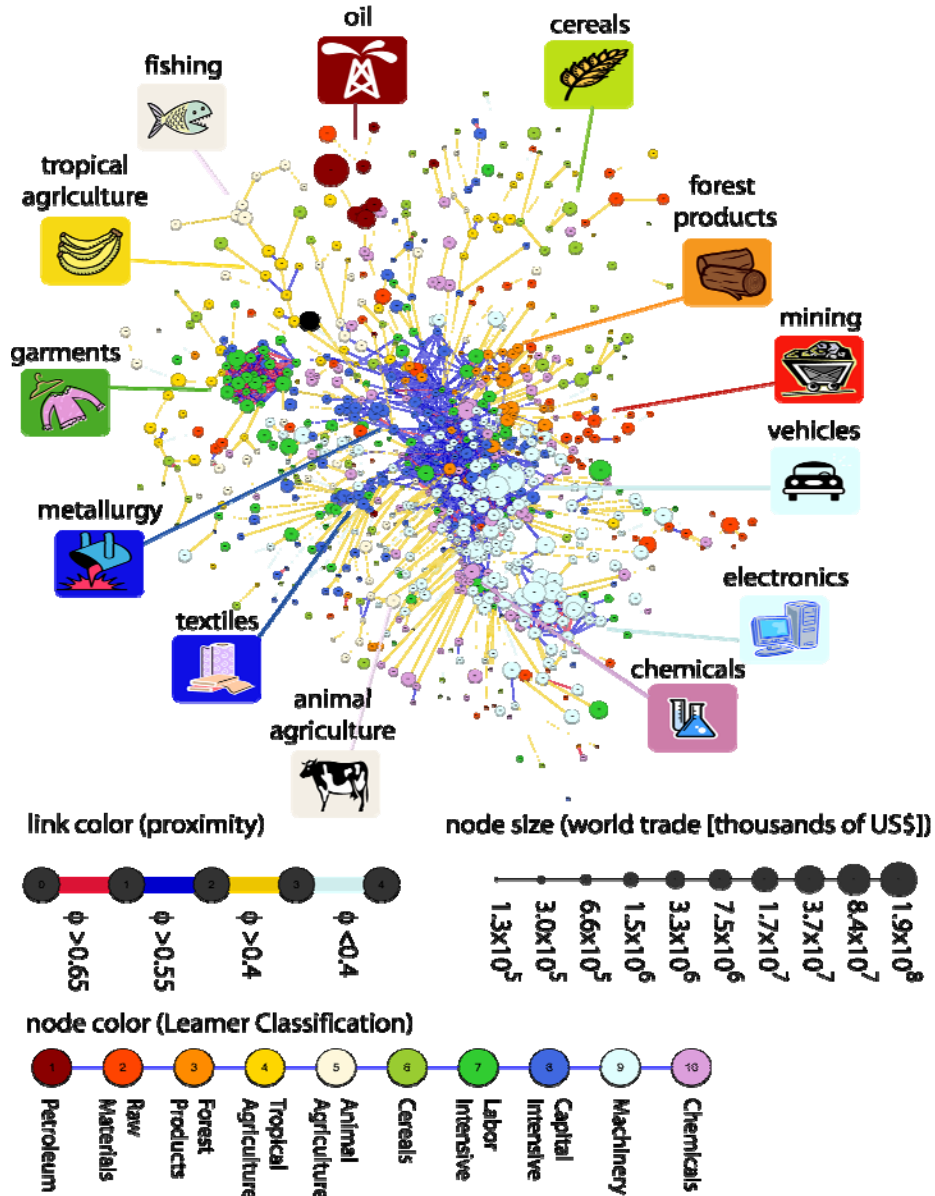 oil
cereals
fishing
tropical
agriculture
forest
products
mining
garments
vehicles
metallurgy
electronics
textiles
chemicals
animal
agriculture
link color (proximity)
0 1 2 3 4
ϕ >0.65
ϕ >0.55
ϕ >0.4
ϕ <0.4
node size (world trade [thousands of US$])
1.3x10⁵
3.0x10⁵
6.6x10⁵
1.5x10⁶
3.3x10⁶
7.5x10⁶
1.7x10⁷
3.7x10⁷
8.4x10⁷
1.9x10⁸
node color (Leamer Classification)
1 2 3 4 5 6 7 8 9 10
Petroleum
Raw
Materials
Forest
Products
Tropical
Agriculture
Animal
Agriculture
Cereals
Labor
Intensive
Capital
Intensive
Machinery
Chemicals